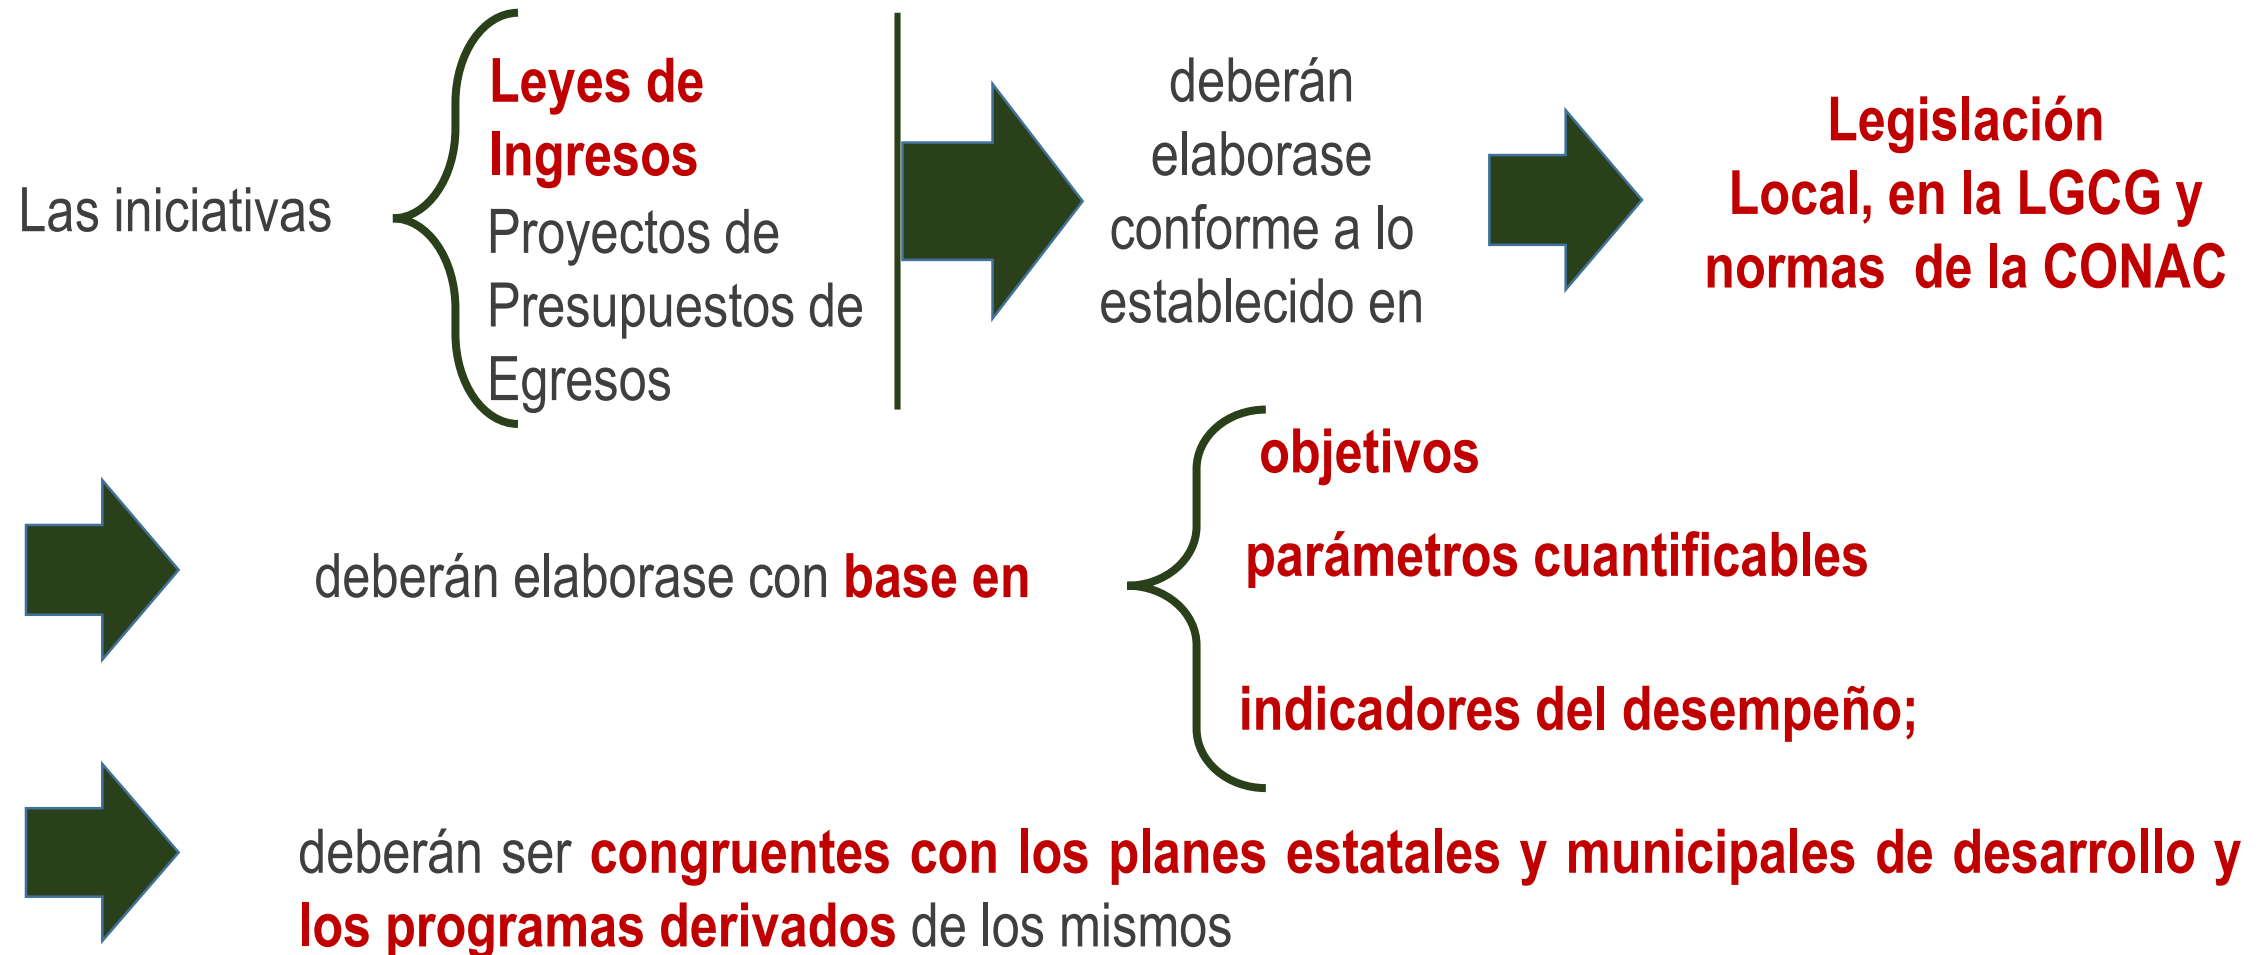 Las iniciativas
Leyes de
Ingresos
Proyectos de
Presupuestos de
Egresos
deberán
elaborase
conforme a lo
establecido en
Legislación
Local, en la LGCG y
normas de la CONAC
deberán elaborase con base en
objetivos
parámetros cuantificables
indicadores del desempeño;
deberán ser congruentes con los planes estatales y municipales de desarrollo y
los programas derivados de los mismos